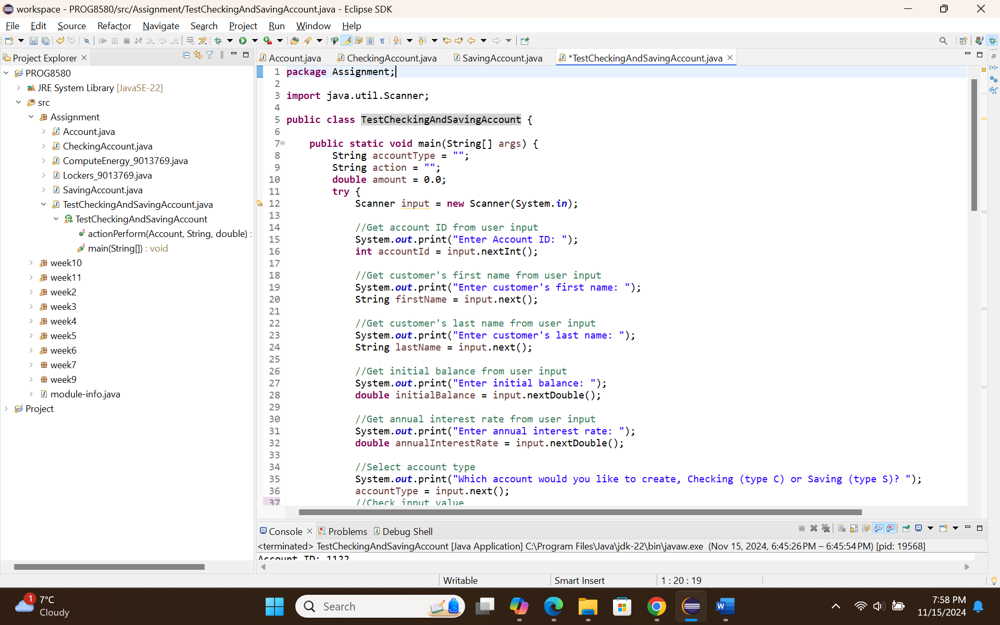 workspace - PROG8580/src/Assignment/TestCheckingAndSavingAccount.java - Eclipse SDK
File Edit Source Refactor Navigate Search Project Run Window Help
Project Explorer
PROG8580
JRE System Library [JavaSE-22]
src
Assignment
Account.java
CheckingAccount.java
ComputeEnergy_9013769.java
Lockers_9013769.java
SavingAccount.java
TestCheckingAndSavingAccount.java
TestCheckingAndSavingAccount
actionPerform(Account, String, double) :
main(String[]) : void
week10
week11
week2
week3
week4
week5
week6
week7
week9
module-info.java
Project
Account.java CheckingAccount.java SavingAccount.java *TestCheckingAndSavingAccount.java
1 package Assignment;
2
3 import java.util.Scanner;
4
5 public class TestCheckingAndSavingAccount {
6
7 public static void main(String[] args) {
8 String accountType = "";
9 String action = "";
10 double amount = 0.0;
11 try {
12 Scanner input = new Scanner(System.in);
13
14 //Get account ID from user input
15 System.out.print("Enter Account ID: ");
16 int accountId = input.nextInt();
17
18 //Get customer's first name from user input
19 System.out.print("Enter customer's first name: ");
20 String firstName = input.next();
21
22 //Get customer's last name from user input
23 System.out.print("Enter customer's last name: ");
24 String lastName = input.next();
25
26 //Get initial balance from user input
27 System.out.print("Enter initial balance: ");
28 double initialBalance = input.nextDouble();
29
30 //Get annual interest rate from user input
31 System.out.print("Enter annual interest rate: ");
32 double annualInterestRate = input.nextDouble();
33
34 //Select account type
35 System.out.print("Which account would you like to create, Checking (type C) or Saving (type S)? ");
36 accountType = input.next();
37 //Check input value
Console Problems Debug Shell
<terminated> TestCheckingAndSavingAccount [Java Application] C:\Program Files\Java\jdk-22\bin\javaw.exe (Nov 15, 2024, 6:45:26 PM – 6:45:54 PM) [pid: 19568]
Account ID: 1122
Writable Smart Insert 1 : 20 : 19
1
7°C
Cloudy
Search
7:58 PM
11/15/2024